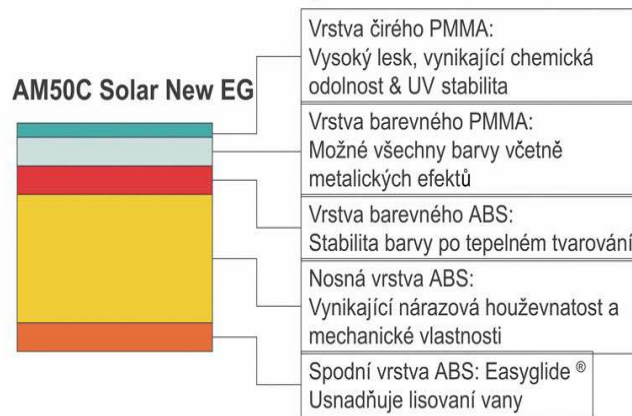 AM50C Solar New EG
Vrstva čirého PMMA:
Vysoký lesk, vynikající chemická
odolnost & UV stabilita
Vrstva barevného PMMA:
Možné všechny barvy včetně
metalických efektů
Vrstva barevného ABS:
Stabilita barvy po tepelném tvarování
Nosná vrstva ABS:
Vynikající nárazová houževnatost a
mechanické vlastnosti
Spodní vrstva ABS: Easyglide ®
Usnadňuje lisovaní vany